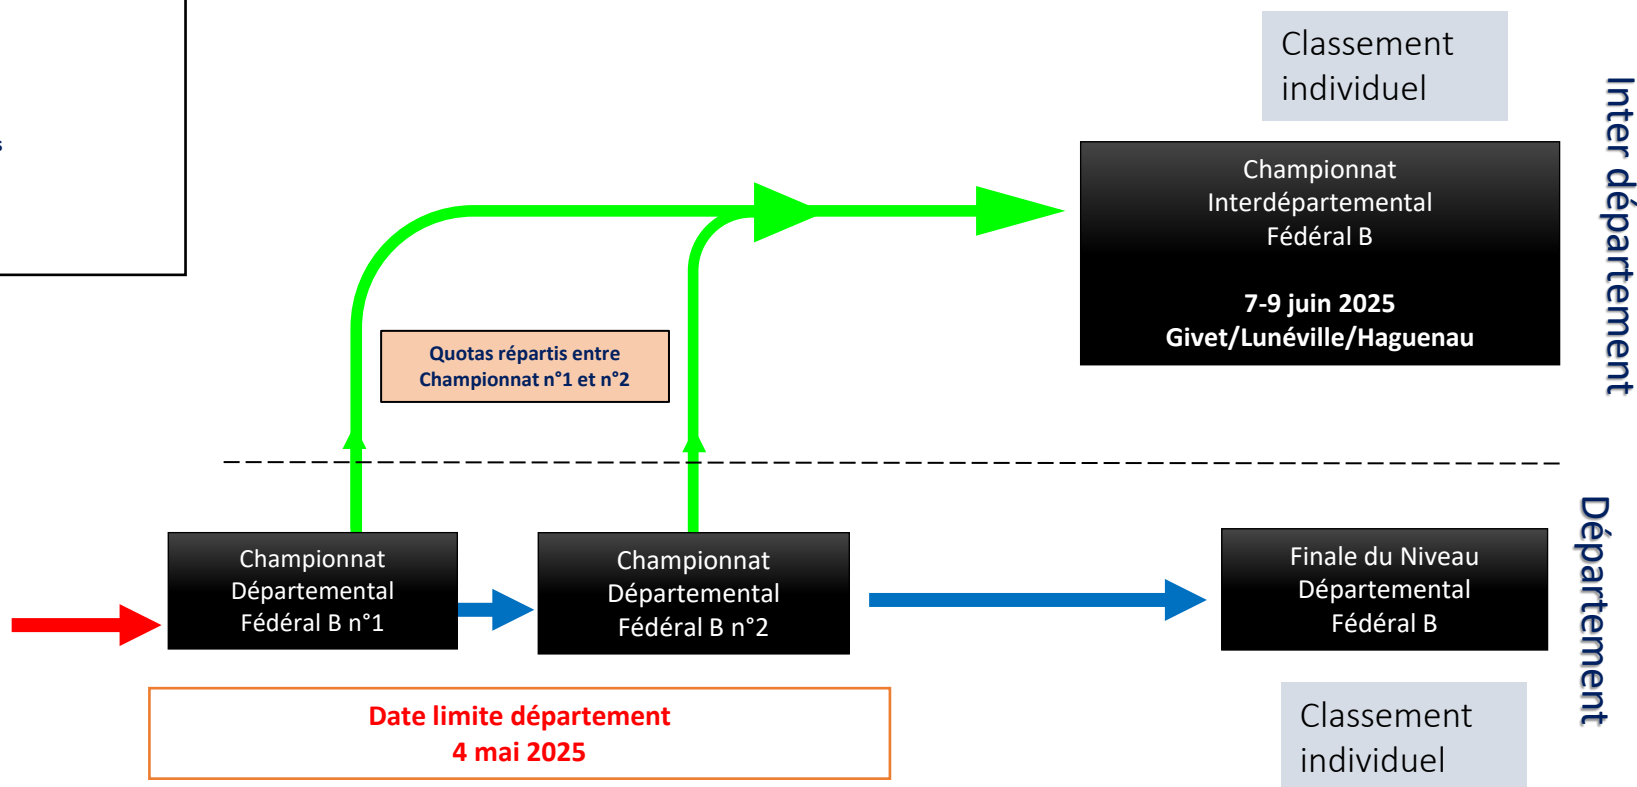 Classement
individuel
Inter département
s
Championnat
Interdépartemental
Fédéral B
7-9 juin 2025
Givet/Lunéville/Haguenau
Quotas répartis entre
Championnat n°1 et n°2
Championnat
Départemental
Fédéral B n°1
Championnat
Départemental
Fédéral B n°2
Finale du Niveau
Départemental
Fédéral B
Département
Date limite département
4 mai 2025
Classement
individuel